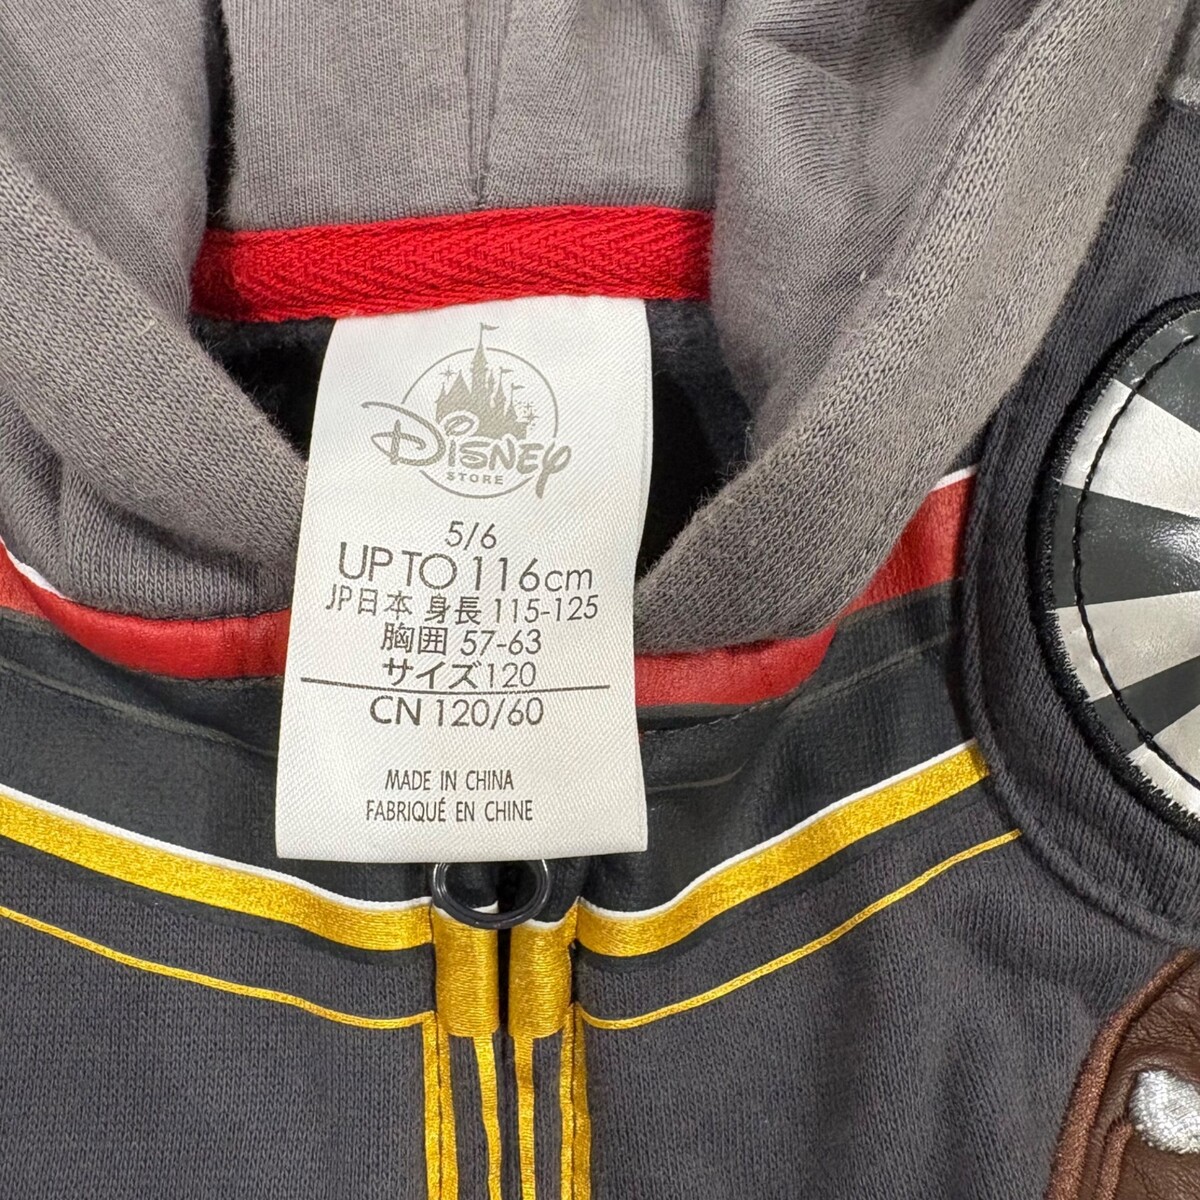 Disney
STORE
5/6
UP TO 116cm
JP日本 身長 115-125
胸囲 57-63
サイズ120
CN 120/60
MADE IN CHINA
FABRIQUÉ EN CHINE